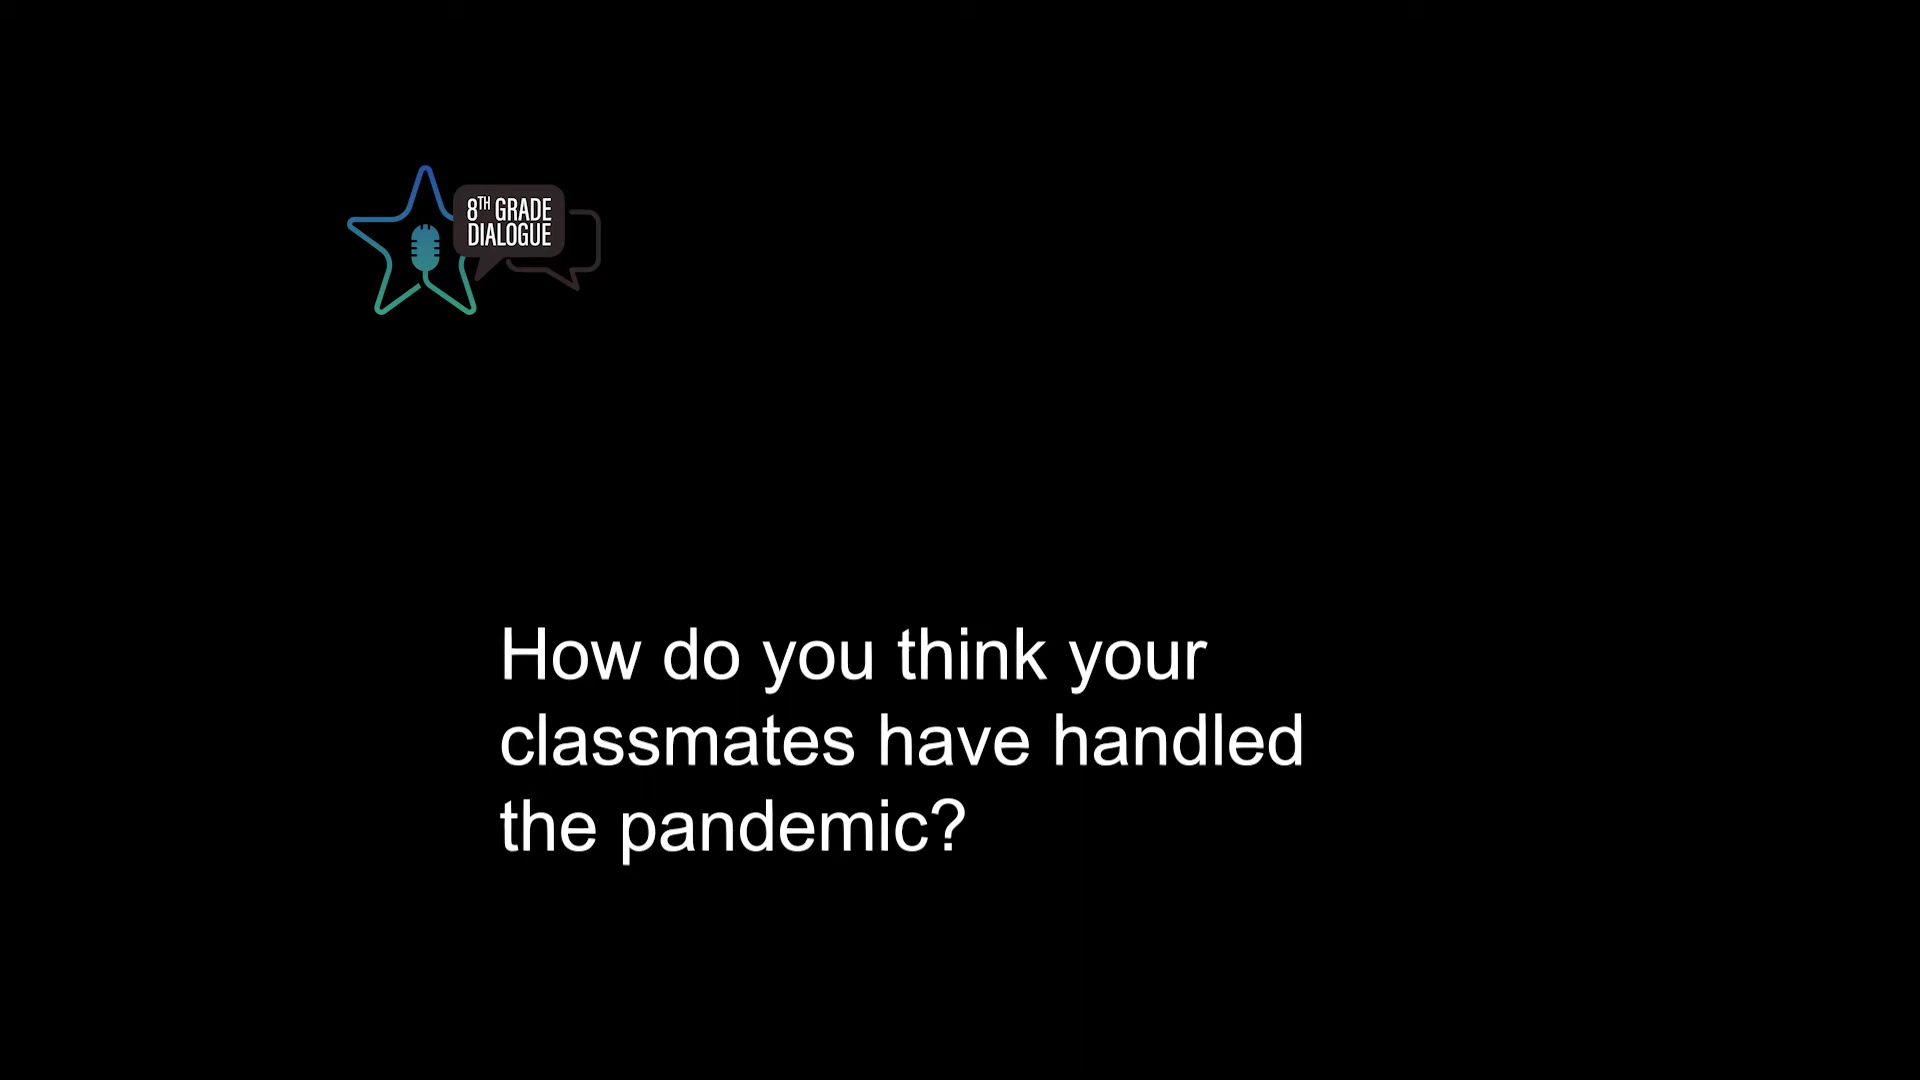 8TH GRADE
DIALOGUE
How do you think your
classmates have handled
the pandemic?